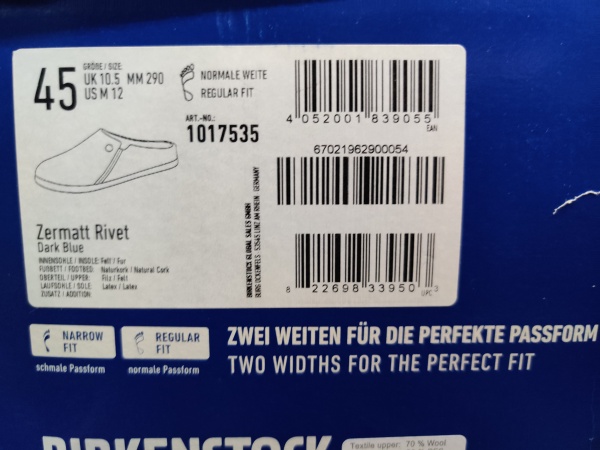 45
GRÖßE / SIZE:
UK 10.5 MM 290
US M 12
NORMALE WEITE
REGULAR FIT
ART.-NO.:
1017535
4 052001 839055
EAN
67021962900054
Zermatt Rivet
Dark Blue
INNENSOHLE / INSOLE: Felt / Fur
FUßBETT / FOOTBED: Naturkork / Natural Cork
OBERTEIL / UPPER: Filz / Felt
LAUFSOHLE / SOLE: Latex / Latex
ZUSATZ / ADDITION:
BIRKENSTOCK GLOBAL SALES GMBH
BURG OCKENFELS · 53545 LINZ AM RHEIN · GERMANY
8 22698 33950 3
UPC
NARROW FIT
schmale Passform
REGULAR FIT
normale Passform
ZWEI WEITEN FÜR DIE PERFEKTE PASSFORM
TWO WIDTHS FOR THE PERFECT FIT
BIRKENSTOCK
Textile upper: 70 % Wool